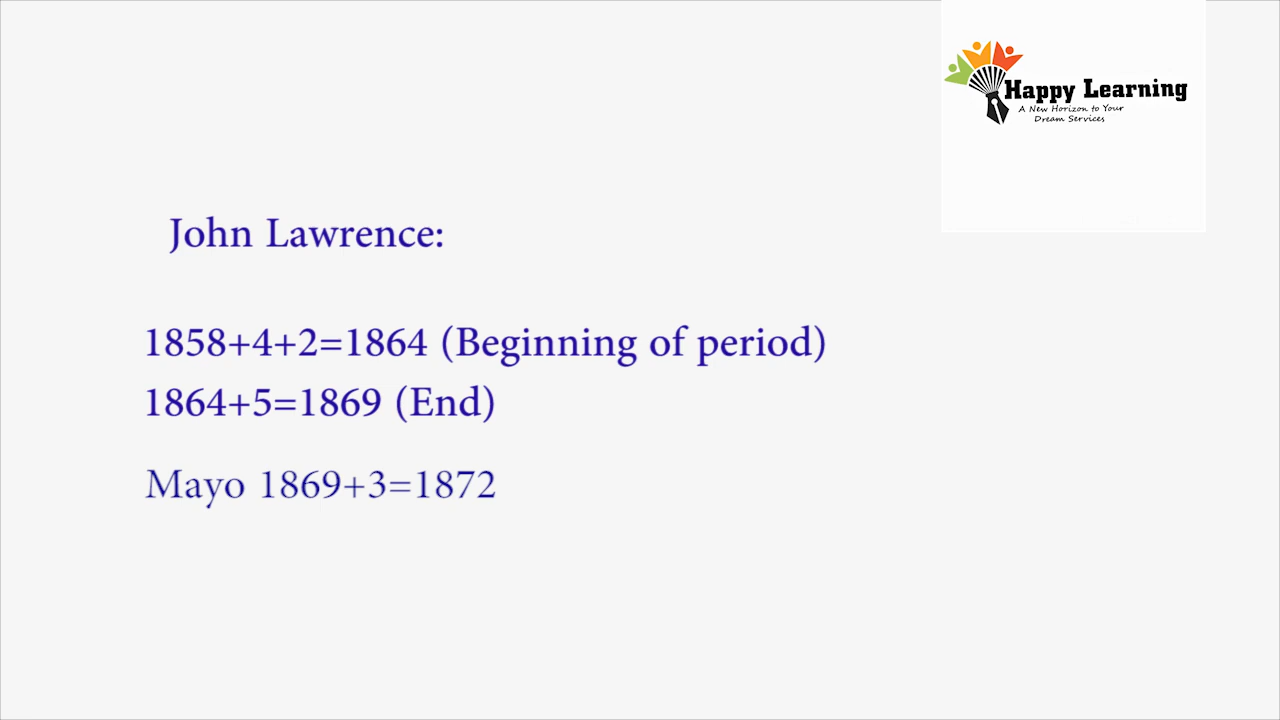 Happy Learning
A New Horizon to Your
Dream Services
John Lawrence:
1858+4+2=1864 (Beginning of period)
1864+5=1869 (End)
Mayo 1869+3=1872